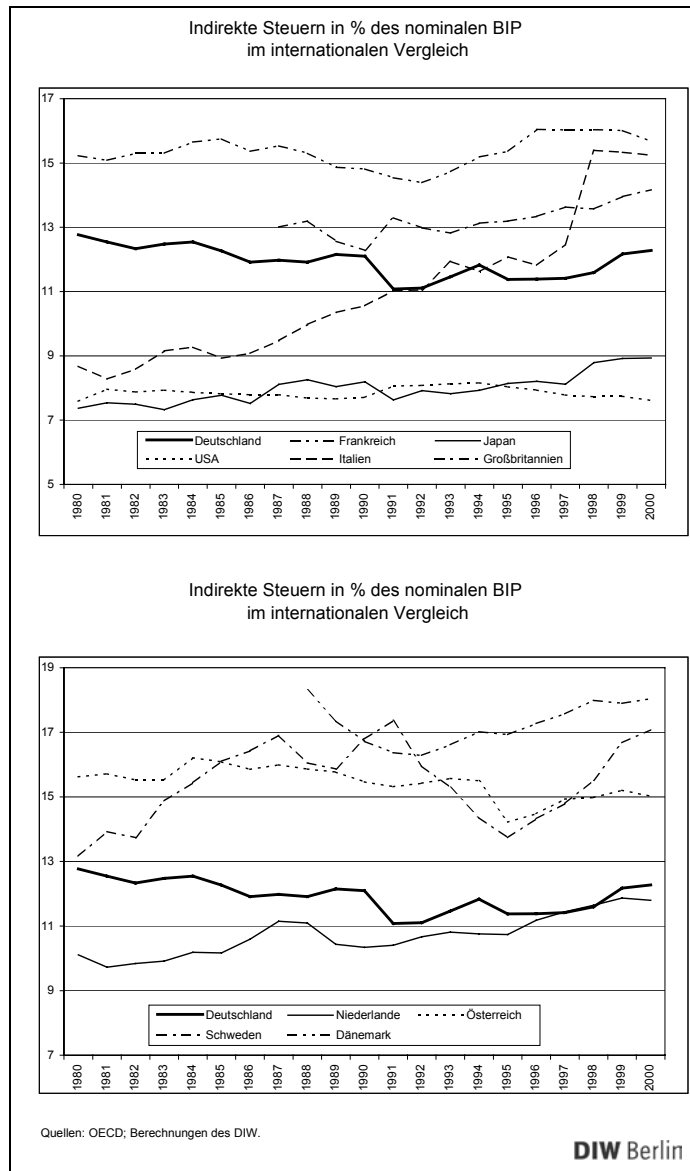 Indirekte Steuern in % des nominalen BIP
im internationalen Vergleich
17
15
13
11
9
7
5
Deutschland Frankreich Japan
USA Italien Großbritannien
1980 1981 1982 1983 1984 1985 1986 1987 1988 1989 1990 1991 1992 1993 1994 1995 1996 1997 1998 1999 2000
Indirekte Steuern in % des nominalen BIP
im internationalen Vergleich
19
17
15
13
11
9
7
Deutschland Niederlande Österreich
Schweden Dänemark
1980 1981 1982 1983 1984 1985 1986 1987 1988 1989 1990 1991 1992 1993 1994 1995 1996 1997 1998 1999 2000
Quellen: OECD; Berechnungen des DIW.
DIW Berlin